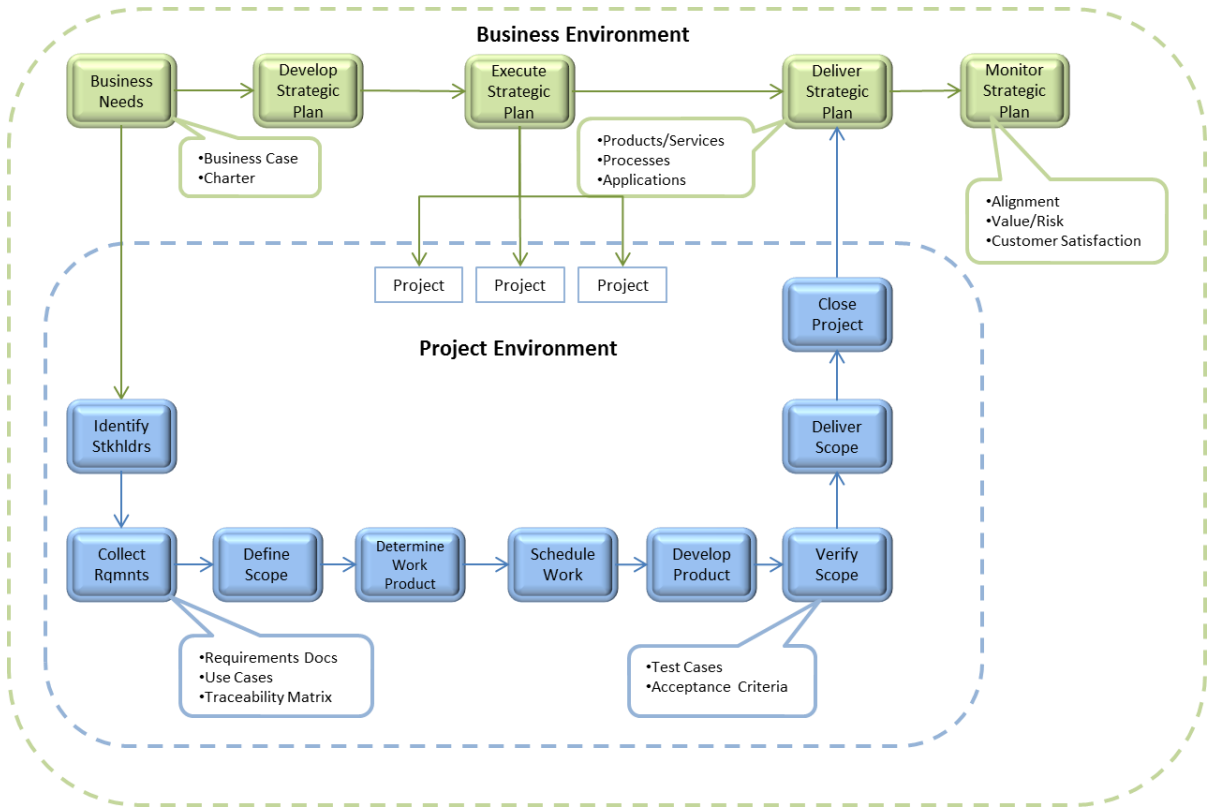 Business Environment
Business
Needs
Develop
Strategic
Plan
Execute
Strategic
Plan
Deliver
Strategic
Plan
Monitor
Strategic
Plan
•Business Case
•Charter
•Products/Services
•Processes
•Applications
•Alignment
•Value/Risk
•Customer Satisfaction
Project
Project
Project
Project Environment
Close
Project
Identify
Stkhldrs
Deliver
Scope
Collect
Rqmnts
Define
Scope
Determine
Work
Product
Schedule
Work
Develop
Product
Verify
Scope
•Requirements Docs
•Use Cases
•Traceability Matrix
•Test Cases
•Acceptance Criteria